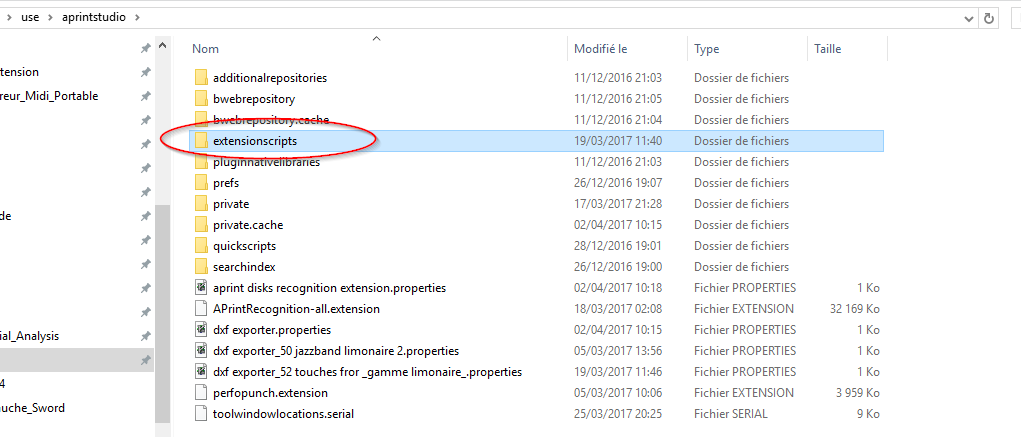 use aprintstudio
Nom Modifié le Type Taille
tension
reur_Midi_Portable
de
ial_Analysis
4
auche_Sword
additionalrepositories 11/12/2016 21:03 Dossier de fichiers
bwebrepository 11/12/2016 21:05 Dossier de fichiers
bwebrepository.cache 11/12/2016 21:04 Dossier de fichiers
extensionscripts 19/03/2017 11:40 Dossier de fichiers
pluginnativelibraries 11/12/2016 21:03 Dossier de fichiers
prefs 26/12/2016 19:07 Dossier de fichiers
private 17/03/2017 21:28 Dossier de fichiers
private.cache 02/04/2017 10:15 Dossier de fichiers
quickscripts 28/12/2016 19:01 Dossier de fichiers
searchindex 26/12/2016 19:00 Dossier de fichiers
aprint disks recognition extension.properties 02/04/2017 10:18 Fichier PROPERTIES 1 Ko
APrintRecognition-all.extension 18/03/2017 02:08 Fichier EXTENSION 32 169 Ko
dxf exporter.properties 02/04/2017 10:15 Fichier PROPERTIES 1 Ko
dxf exporter_50 jazzband limonaire 2.properties 05/03/2017 13:56 Fichier PROPERTIES 1 Ko
dxf exporter_52 touches fror _gamme limonaire_.properties 19/03/2017 11:46 Fichier PROPERTIES 1 Ko
perfopunch.extension 05/03/2017 10:06 Fichier EXTENSION 3 959 Ko
toolwindowlocations.serial 25/03/2017 20:25 Fichier SERIAL 9 Ko